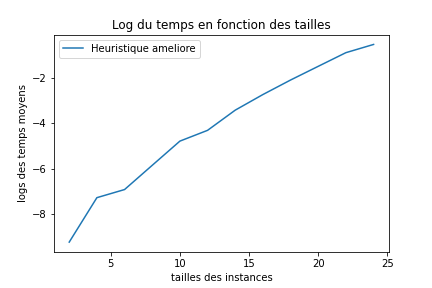 Log du temps en fonction des tailles
Heuristique ameliore
logs des temps moyens
−2
−4
−6
−8
5
10
15
20
25
tailles des instances